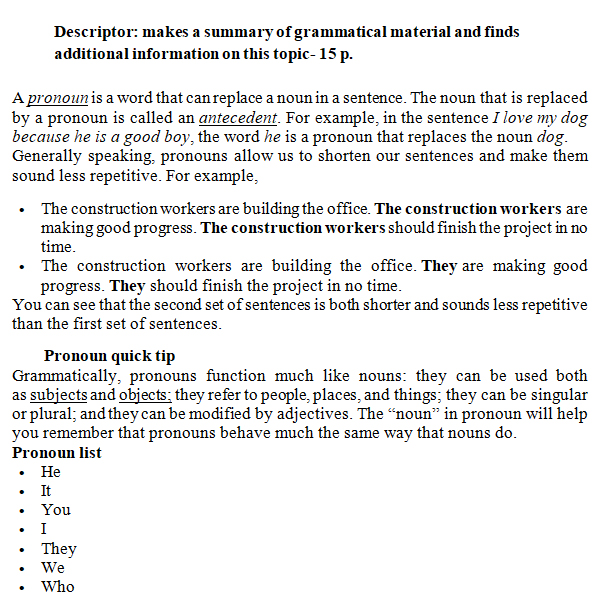 Descriptor: makes a summary of grammatical material and finds
additional information on this topic- 15 p.
A pronoun is a word that can replace a noun in a sentence. The noun that is replaced
by a pronoun is called an antecedent. For example, in the sentence I love my dog
because he is a good boy, the word he is a pronoun that replaces the noun dog.
Generally speaking, pronouns allow us to shorten our sentences and make them
sound less repetitive. For example,
• The construction workers are building the office. The construction workers are
making good progress. The construction workers should finish the project in no
time.
• The construction workers are building the office. They are making good
progress. They should finish the project in no time.
You can see that the second set of sentences is both shorter and sounds less repetitive
than the first set of sentences.
Pronoun quick tip
Grammatically, pronouns function much like nouns: they can be used both
as subjects and objects; they refer to people, places, and things; they can be singular
or plural; and they can be modified by adjectives. The “noun” in pronoun will help
you remember that pronouns behave much the same way that nouns do.
Pronoun list
• He
• It
• You
• I
• They
• We
• Who